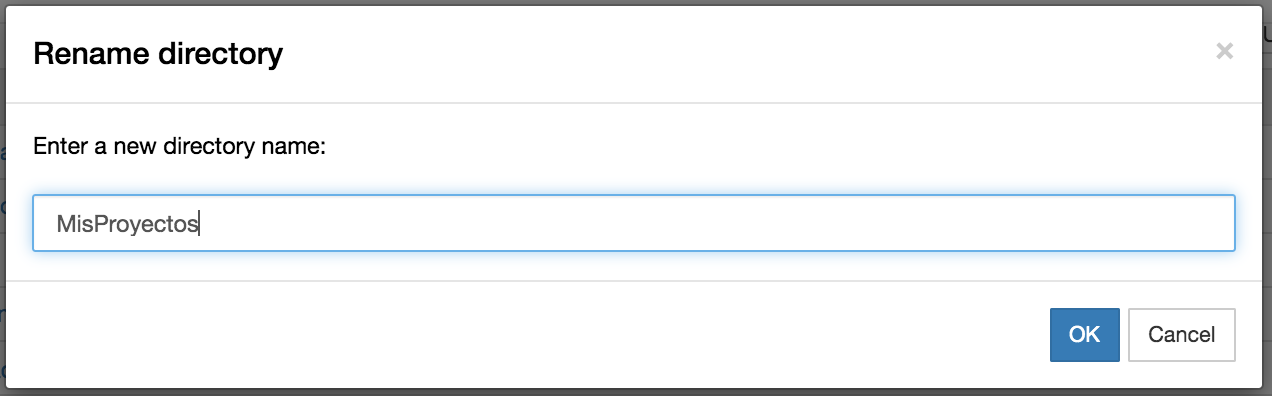 Rename directory
×
Enter a new directory name:
MisProyectos
OK
Cancel